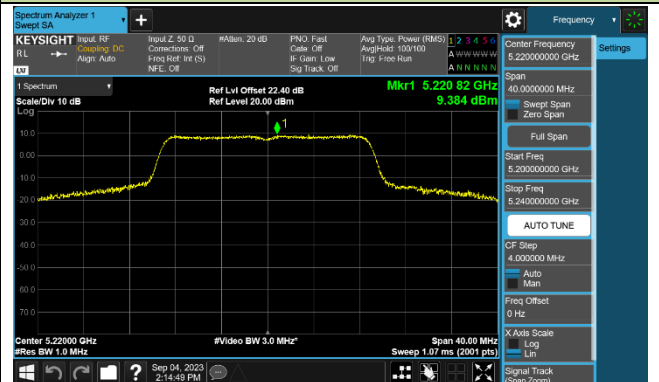 Spectrum Analyzer 1
Swept SA
Frequency
KEYSIGHT
RL
LXI
Input: RF
Coupling: DC
Align: Auto
Input Z: 50 Ω
Corrections: Off
Freq Ref: Int (S)
NFE: Off
#Atten: 20 dB
PNO: Fast
Gate: Off
IF Gain: Low
Sig Track: Off
Avg Type: Power (RMS)
Avg|Hold: 100/100
Trig: Free Run
1 2 3 4 5 6
A W W W W W
A N N N N N
1 Spectrum
Scale/Div 10 dB
Ref Lvl Offset 22.40 dB
Ref Level 20.00 dBm
Mkr1 5.220 82 GHz
9.384 dBm
Log
1
10.0
0.00
-10.0
-20.0
-30.0
-40.0
-50.0
-60.0
-70.0
Center 5.22000 GHz
#Res BW 1.0 MHz
#Video BW 3.0 MHz*
Span 40.00 MHz
Sweep 1.07 ms (2001 pts)
Sep 04, 2023
2:14:49 PM
Center Frequency
5.220000000 GHz
Settings
Span
40.0000000 MHz
Swept Span
Zero Span
Full Span
Start Freq
5.200000000 GHz
Stop Freq
5.240000000 GHz
AUTO TUNE
CF Step
4.000000 MHz
Auto
Man
Freq Offset
0 Hz
X Axis Scale
Log
Lin
Signal Track
(Span Zoom)